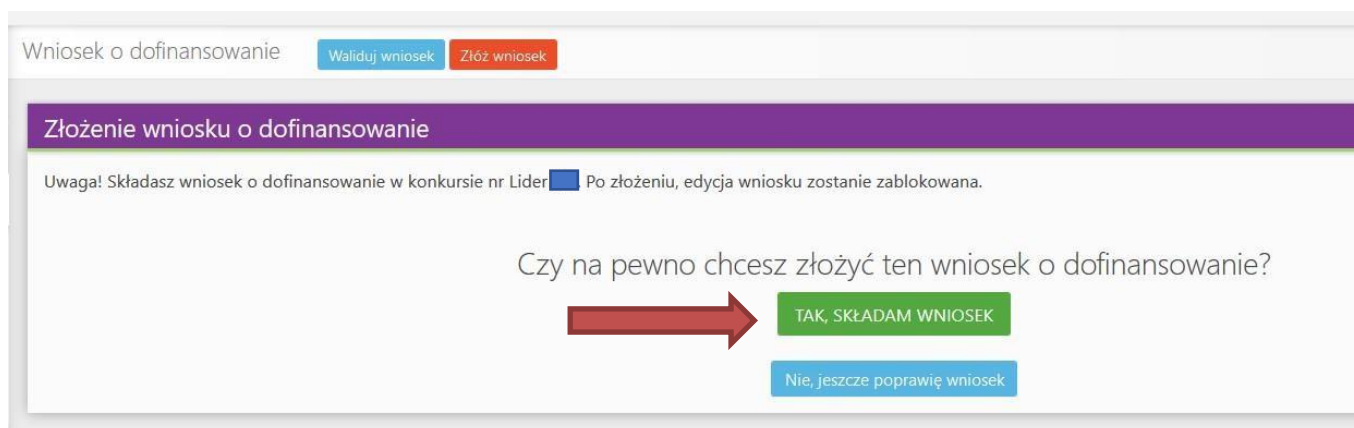 Wniosek o dofinansowanie Waliduj wniosek Złóż wniosek
Złożenie wniosku o dofinansowanie
Uwaga! Składasz wniosek o dofinansowanie w konkursie nr Lider . Po złożeniu, edycja wniosku zostanie zablokowana.
Czy na pewno chcesz złożyć ten wniosek o dofinansowanie?
TAK, SKŁADAM WNIOSEK
Nie, jeszcze poprawię wniosek